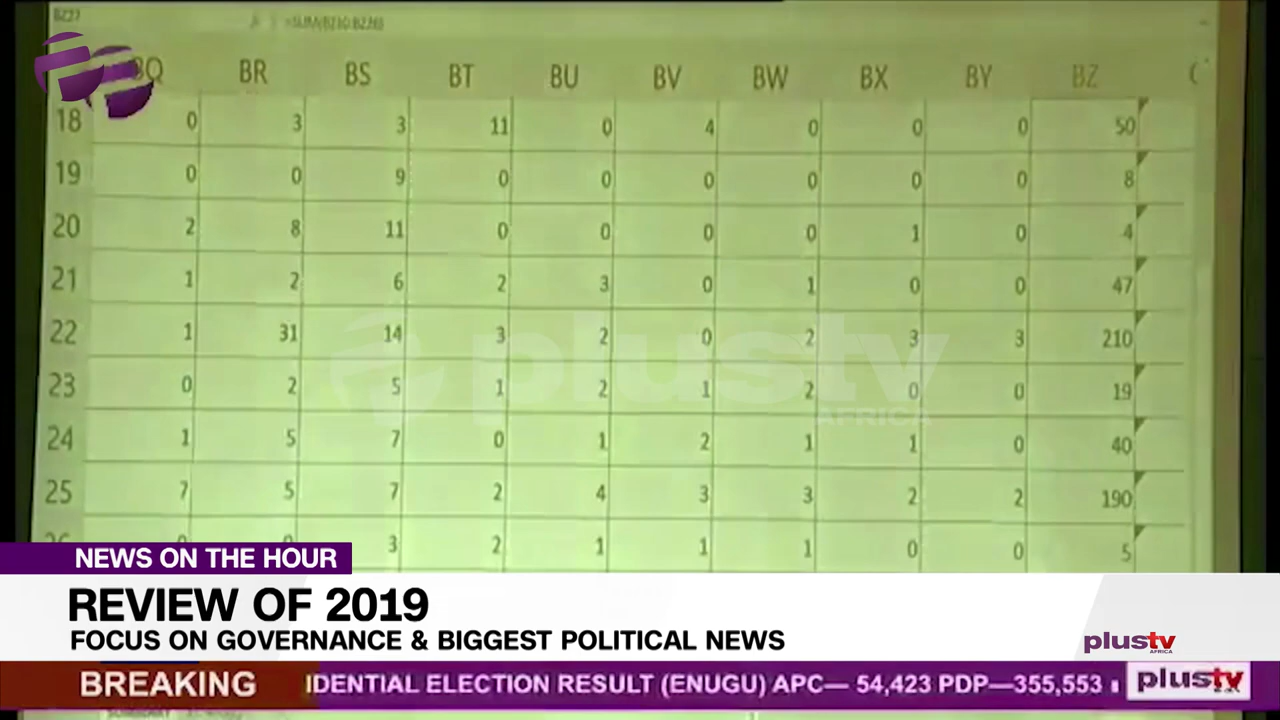 BZ27
BQ BR BS BT BU BV BW BX BY BZ
18 0 3 3 11 0 4 0 0 0 50
19 0 0 9 0 0 0 0 0 0 8
20 2 8 11 0 0 0 0 1 0 4
21 1 2 6 2 3 0 1 0 0 47
22 1 31 14 3 2 0 2 3 3 210
23 0 2 5 1 2 1 2 0 0 19
24 1 5 7 0 1 2 1 1 0 40
25 7 5 7 2 4 3 3 2 2 190
3 2 1 1 1 0 0 5
plustv
AFRICA
NEWS ON THE HOUR
REVIEW OF 2019
FOCUS ON GOVERNANCE & BIGGEST POLITICAL NEWS
plustv
AFRICA
BREAKING IDENTIAL ELECTION RESULT (ENUGU) APC— 54,423 PDP—355,553
plustv